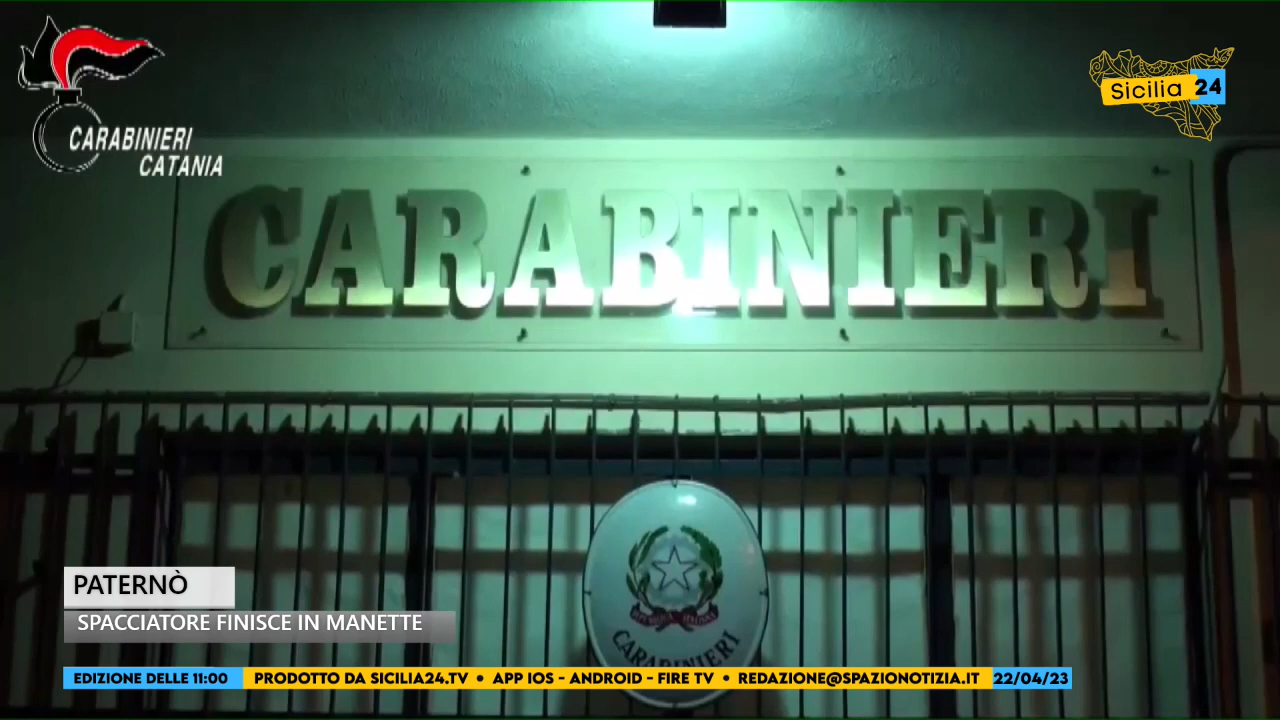 CARABINIERI
CATANIA
Sicilia 24
CARABINIERI
REPUBBLICA ITALIANA
CARABINIERI
PATERNÒ
SPACCIATORE FINISCE IN MANETTE
EDIZIONE DELLE 11:00 PRODOTTO DA SICILIA24.TV • APP IOS - ANDROID - FIRE TV • REDAZIONE@SPAZIONOTIZIA.IT 22/04/23